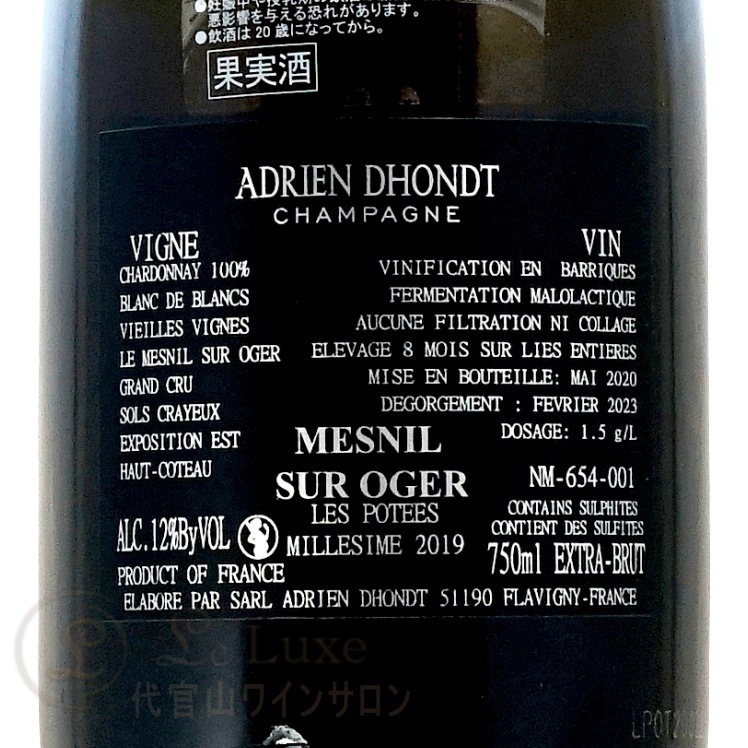 悪影響を与える恐れがあります。
●飲酒は20歳になってから。
果実酒
ADRIEN DHONDT
CHAMPAGNE
VIGNE
CHARDONNAY 100%
BLANC DE BLANCS
VIEILLES VIGNES
LE MESNIL SUR OGER
GRAND CRU
SOLS CRAYEUX
EXPOSITION EST
HAUT-COTEAU
VIN
VINIFICATION EN BARRIQUES
FERMENTATION MALOLACTIQUE
AUCUNE FILTRATION NI COLLAGE
ELEVAGE 8 MOIS SUR LIES ENTIERES
MISE EN BOUTEILLE: MAI 2020
DEGORGEMENT : FEVRIER 2023
DOSAGE: 1.5 g/L
MESNIL
SUR OGER
LES POTEES
MILLESIME 2019
NM-654-001
CONTAINS SULPHITES
CONTIENT DES SULFITES
ALC.12%ByVOL
750ml EXTRA-BRUT
PRODUCT OF FRANCE
ELABORE PAR SARL ADRIEN DHONDT 51190 FLAVIGNY-FRANCE
Le Luxe
代官山ワインサロン